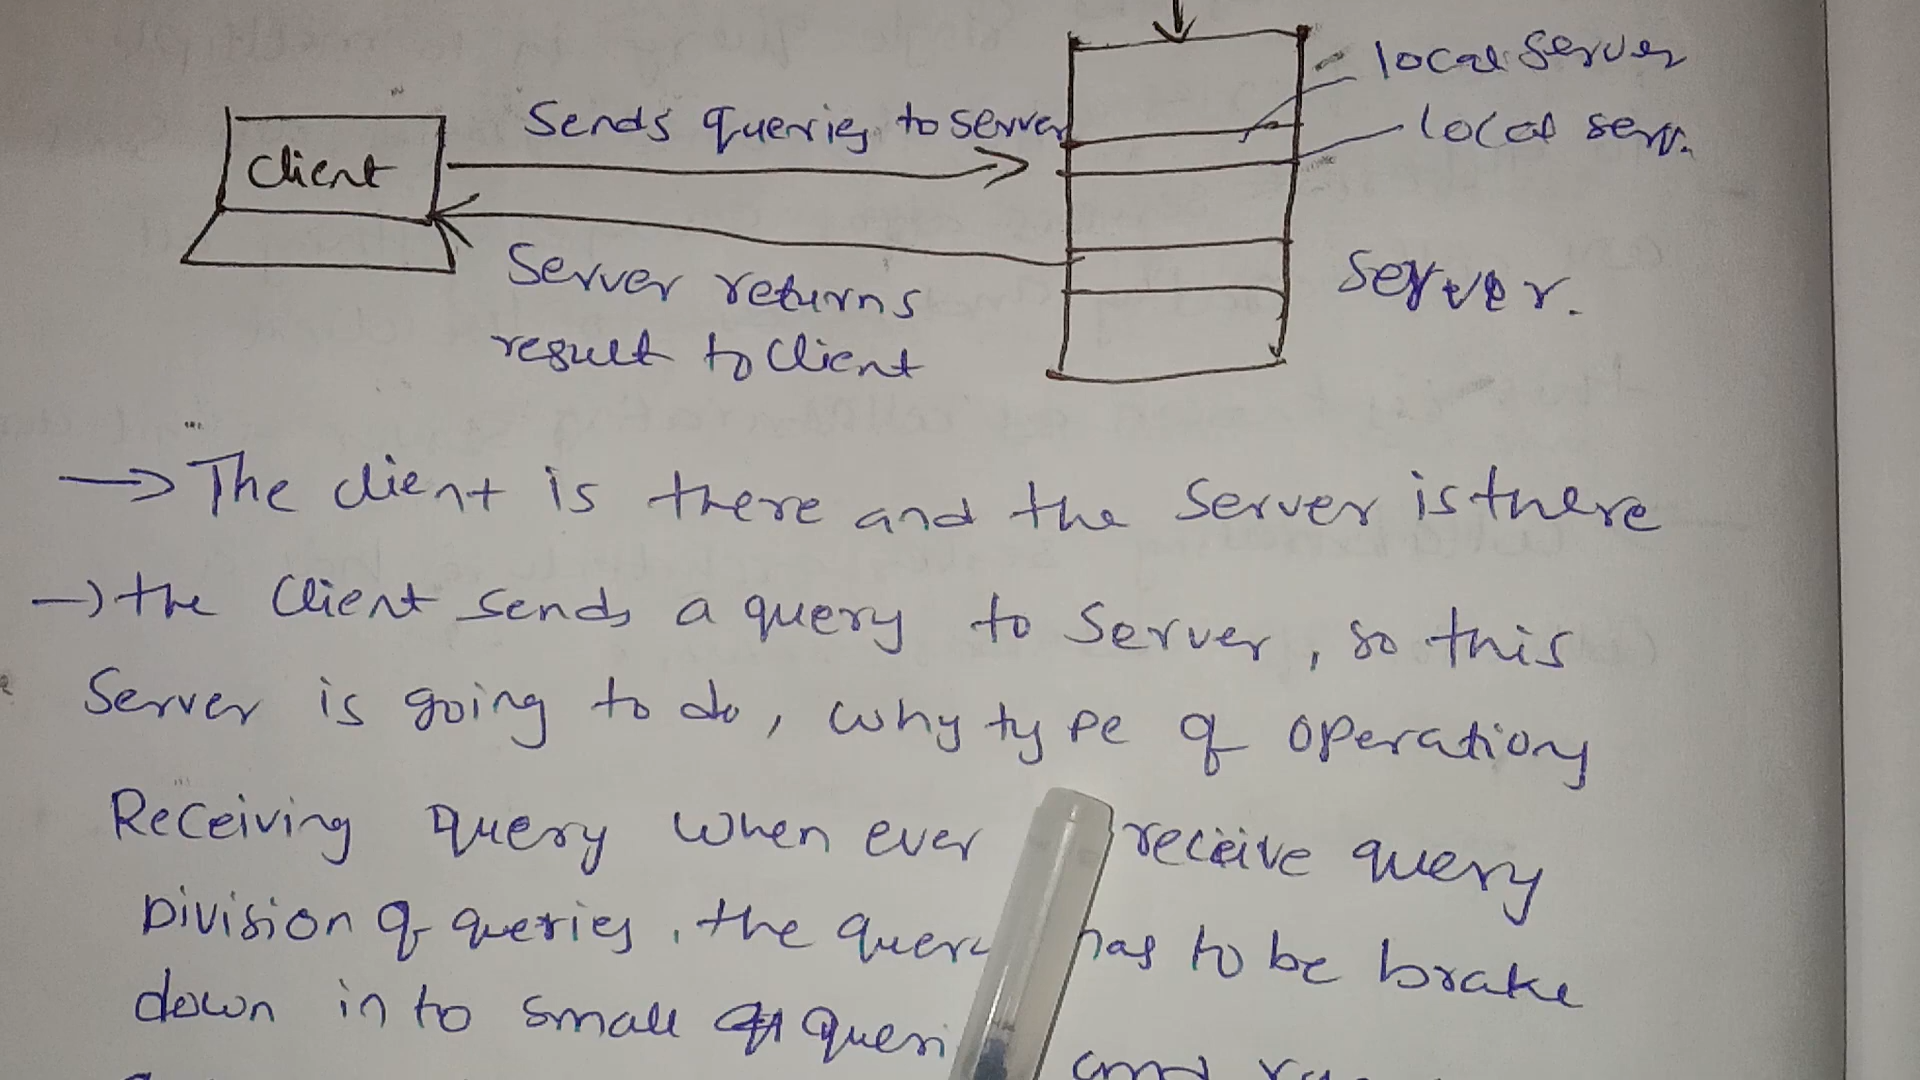 local server
Sends queries to server
local serv.
Client
Server returns
result to Client
Server.
→ The client is there and the Server is there
→ the Client sends a query to Server, so this
Server is going to do, why type of operations
Receiving query when ever receive query
Division of queries, the quer has to be brake
down in to small queri
and